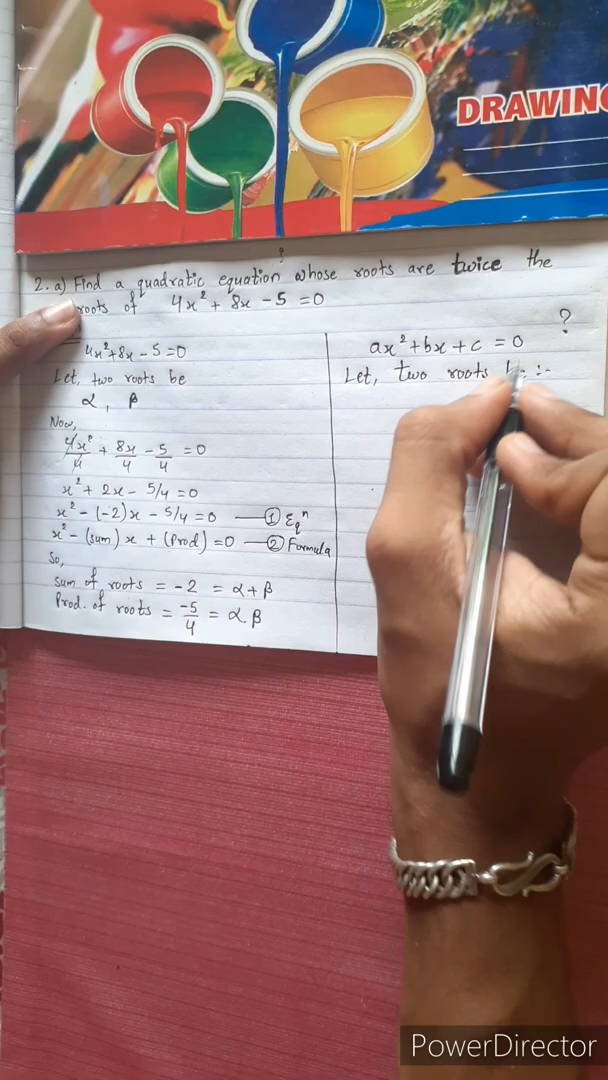 DRAWING
2. a) Find a quadratic equation whose roots are twice the
roots of 4x² + 8x - 5 = 0
?
4x²+8x-5=0
Let, two roots be
α, β
Now,
4x²/4 + 8x/4 - 5/4 = 0
x² + 2x - 5/4 = 0
x² - (-2)x - 5/4 = 0 — ① Eqⁿ
x² - (sum) x + (prod) = 0 — ② Formula
So,
sum of roots = -2 = α+β
Prod. of roots = -5/4 = α.β
?
ax²+bx+c = 0
Let, two roots
PowerDirector